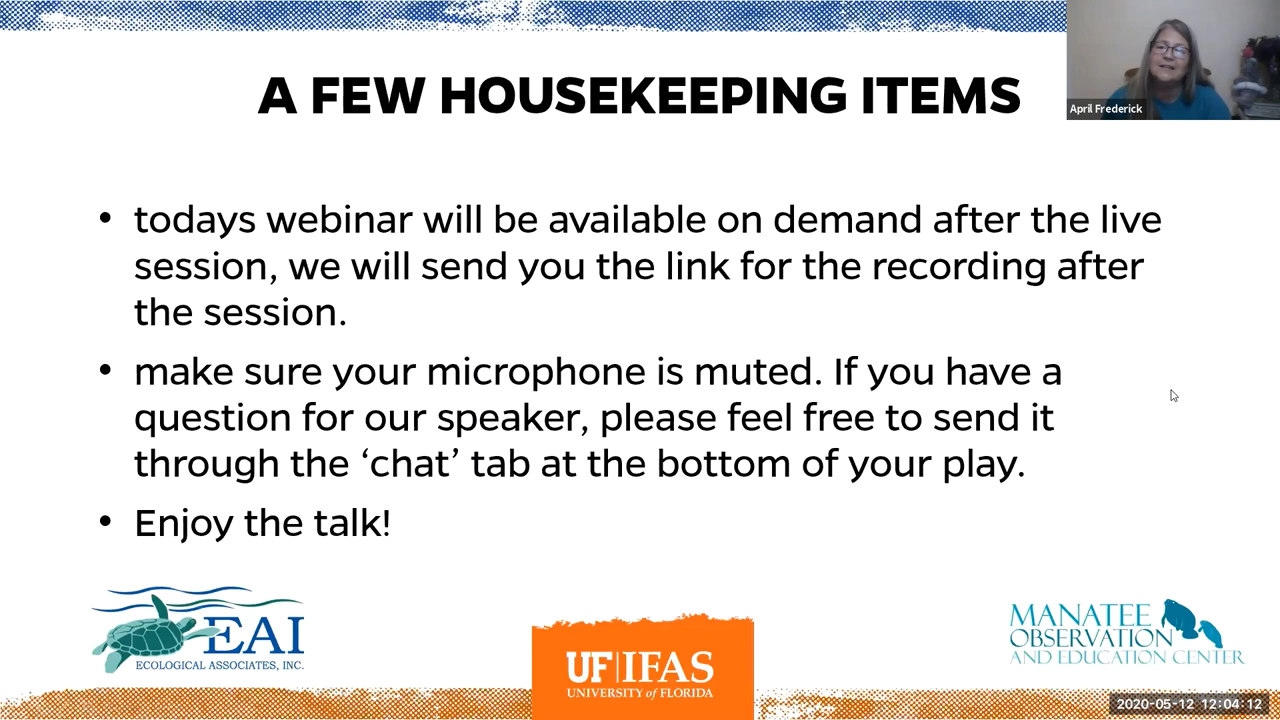 A FEW HOUSEKEEPING ITEMS
April Frederick
• todays webinar will be available on demand after the live
session, we will send you the link for the recording after
the session.
• make sure your microphone is muted. If you have a
question for our speaker, please feel free to send it
through the ‘chat’ tab at the bottom of your play.
• Enjoy the talk!
EAI
ECOLOGICAL ASSOCIATES, INC.
UF|IFAS
UNIVERSITY of FLORIDA
MANATEE
OBSERVATION
AND EDUCATION CENTER
2020-05-12 12:04:12